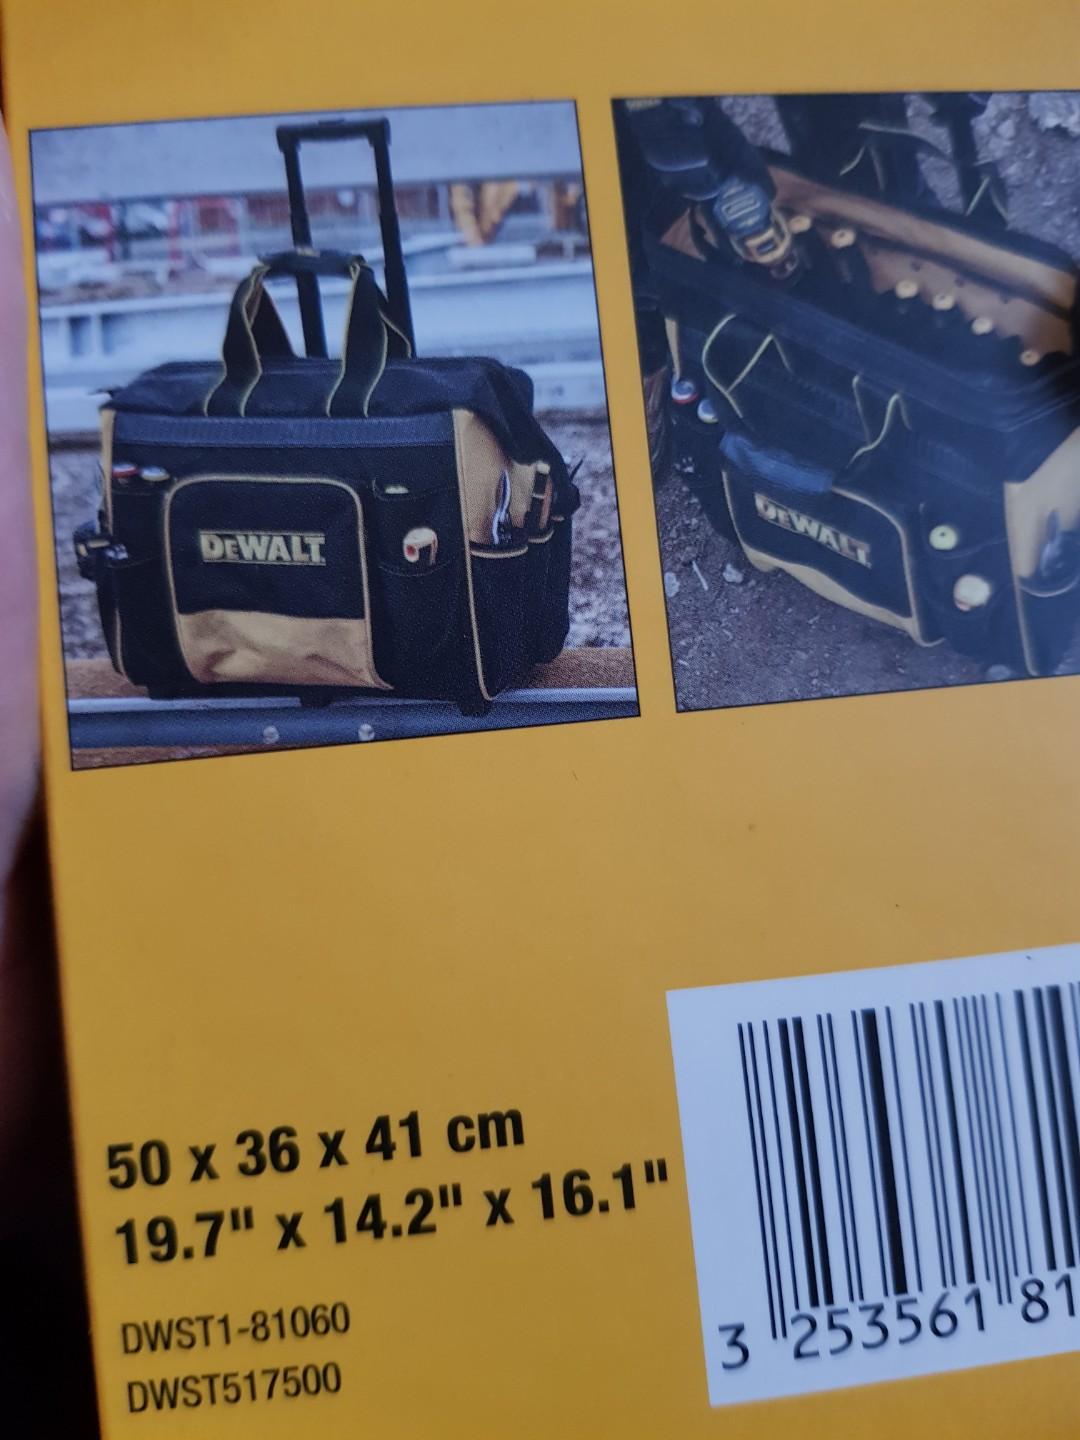 DEWALT
DEWALT
50 x 36 x 41 cm
19.7" x 14.2" x 16.1"
DWST1-81060
DWST517500
3 253561 81